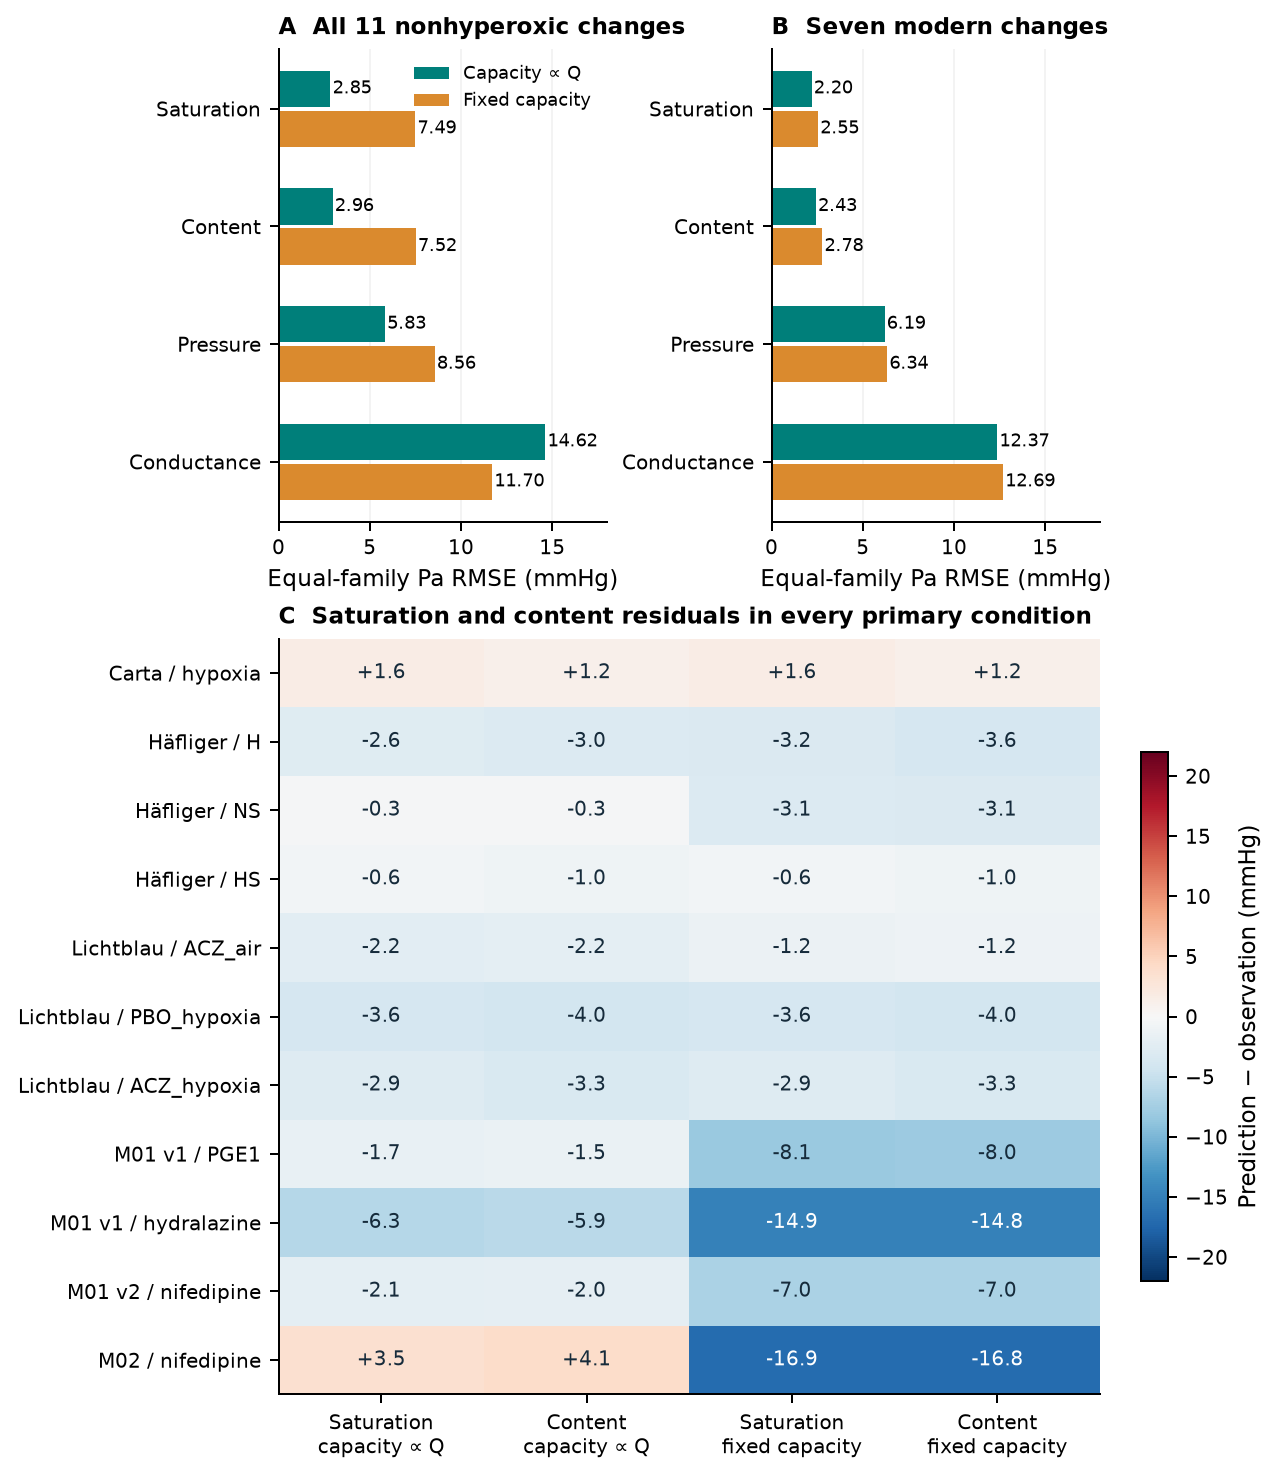 A  All 11 nonhyperoxic changes
Capacity ∝ Q
Fixed capacity
Saturation
2.85
7.49
Content
2.96
7.52
Pressure
5.83
8.56
Conductance
14.62
11.70
0 5 10 15
Equal-family Pa RMSE (mmHg)
B  Seven modern changes
Saturation
2.20
2.55
Content
2.43
2.78
Pressure
6.19
6.34
Conductance
12.37
12.69
0 5 10 15
Equal-family Pa RMSE (mmHg)
C  Saturation and content residuals in every primary condition
Carta / hypoxia +1.6 +1.2 +1.6 +1.2
Häfliger / H -2.6 -3.0 -3.2 -3.6
Häfliger / NS -0.3 -0.3 -3.1 -3.1
Häfliger / HS -0.6 -1.0 -0.6 -1.0
Lichtblau / ACZ_air -2.2 -2.2 -1.2 -1.2
Lichtblau / PBO_hypoxia -3.6 -4.0 -3.6 -4.0
Lichtblau / ACZ_hypoxia -2.9 -3.3 -2.9 -3.3
M01 v1 / PGE1 -1.7 -1.5 -8.1 -8.0
M01 v1 / hydralazine -6.3 -5.9 -14.9 -14.8
M01 v2 / nifedipine -2.1 -2.0 -7.0 -7.0
M02 / nifedipine +3.5 +4.1 -16.9 -16.8
Saturation
capacity ∝ Q
Content
capacity ∝ Q
Saturation
fixed capacity
Content
fixed capacity
20
15
10
5
0
−5
−10
−15
−20
Prediction − observation (mmHg)